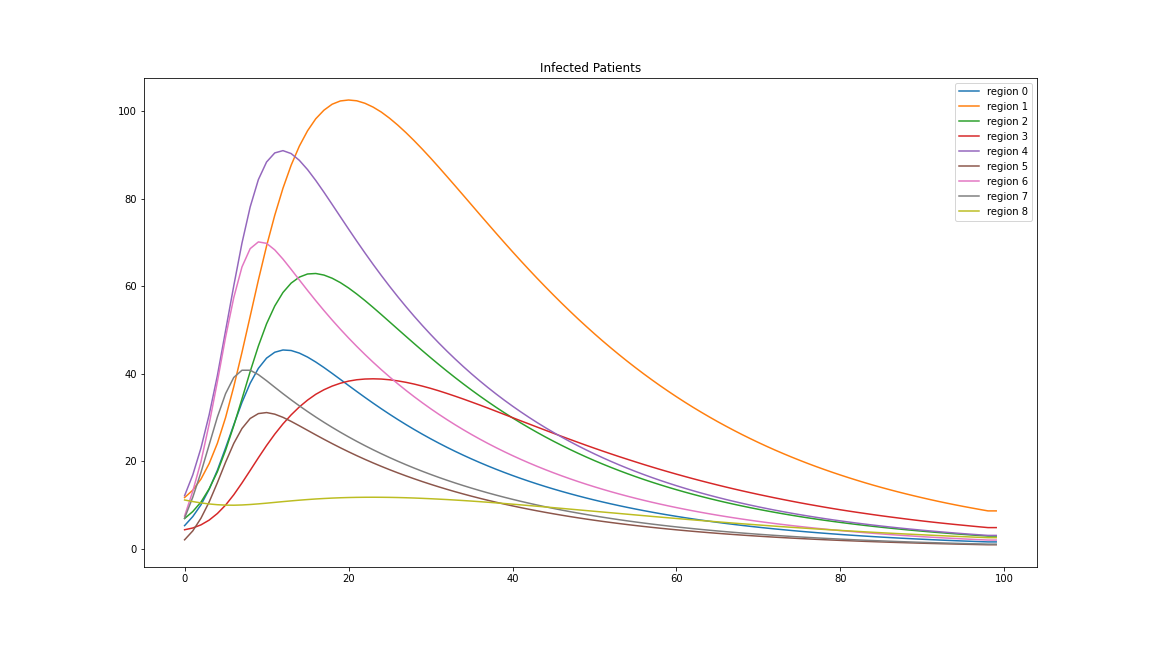 Infected Patients
region 0
region 1
region 2
region 3
region 4
region 5
region 6
region 7
region 8
100
80
60
40
20
0
0 20 40 60 80 100